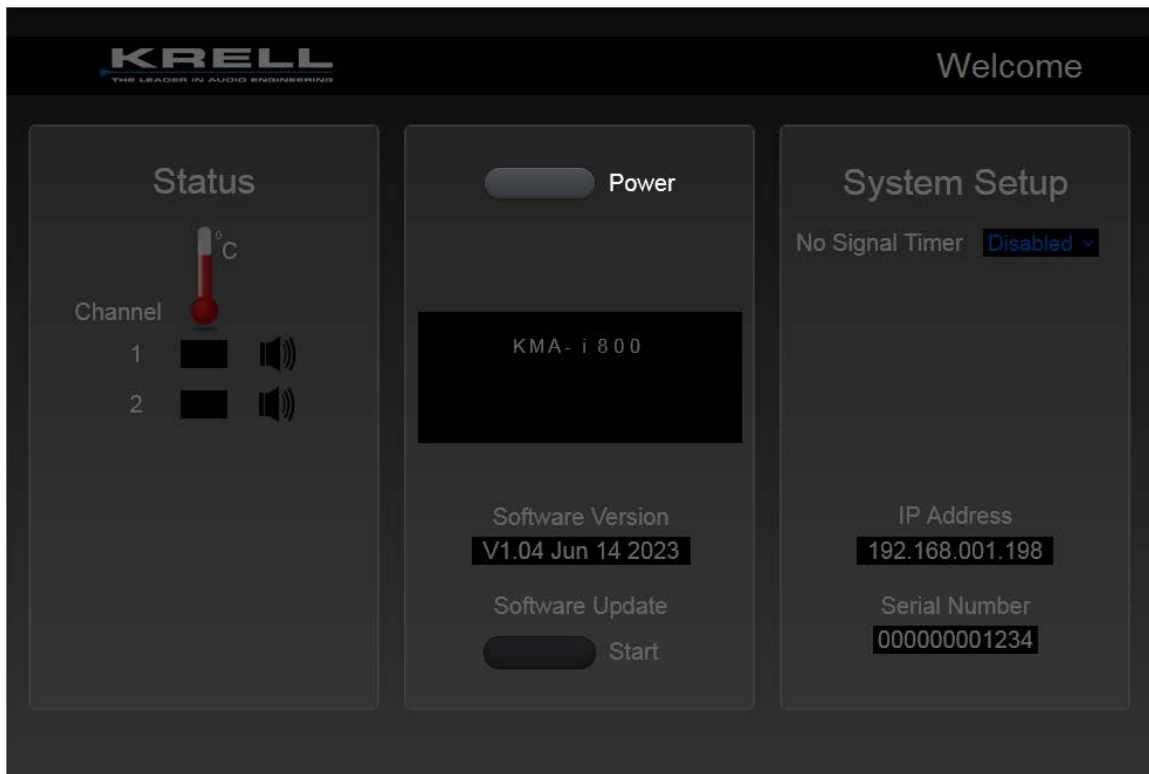 KRELL
THE LEADER IN AUDIO ENGINEERING
Welcome
Status
°C
Channel
1
2
Power
KMA-i800
Software Version
V1.04 Jun 14 2023
Software Update
Start
System Setup
No Signal Timer Disabled
IP Address
192.168.001.198
Serial Number
000000001234